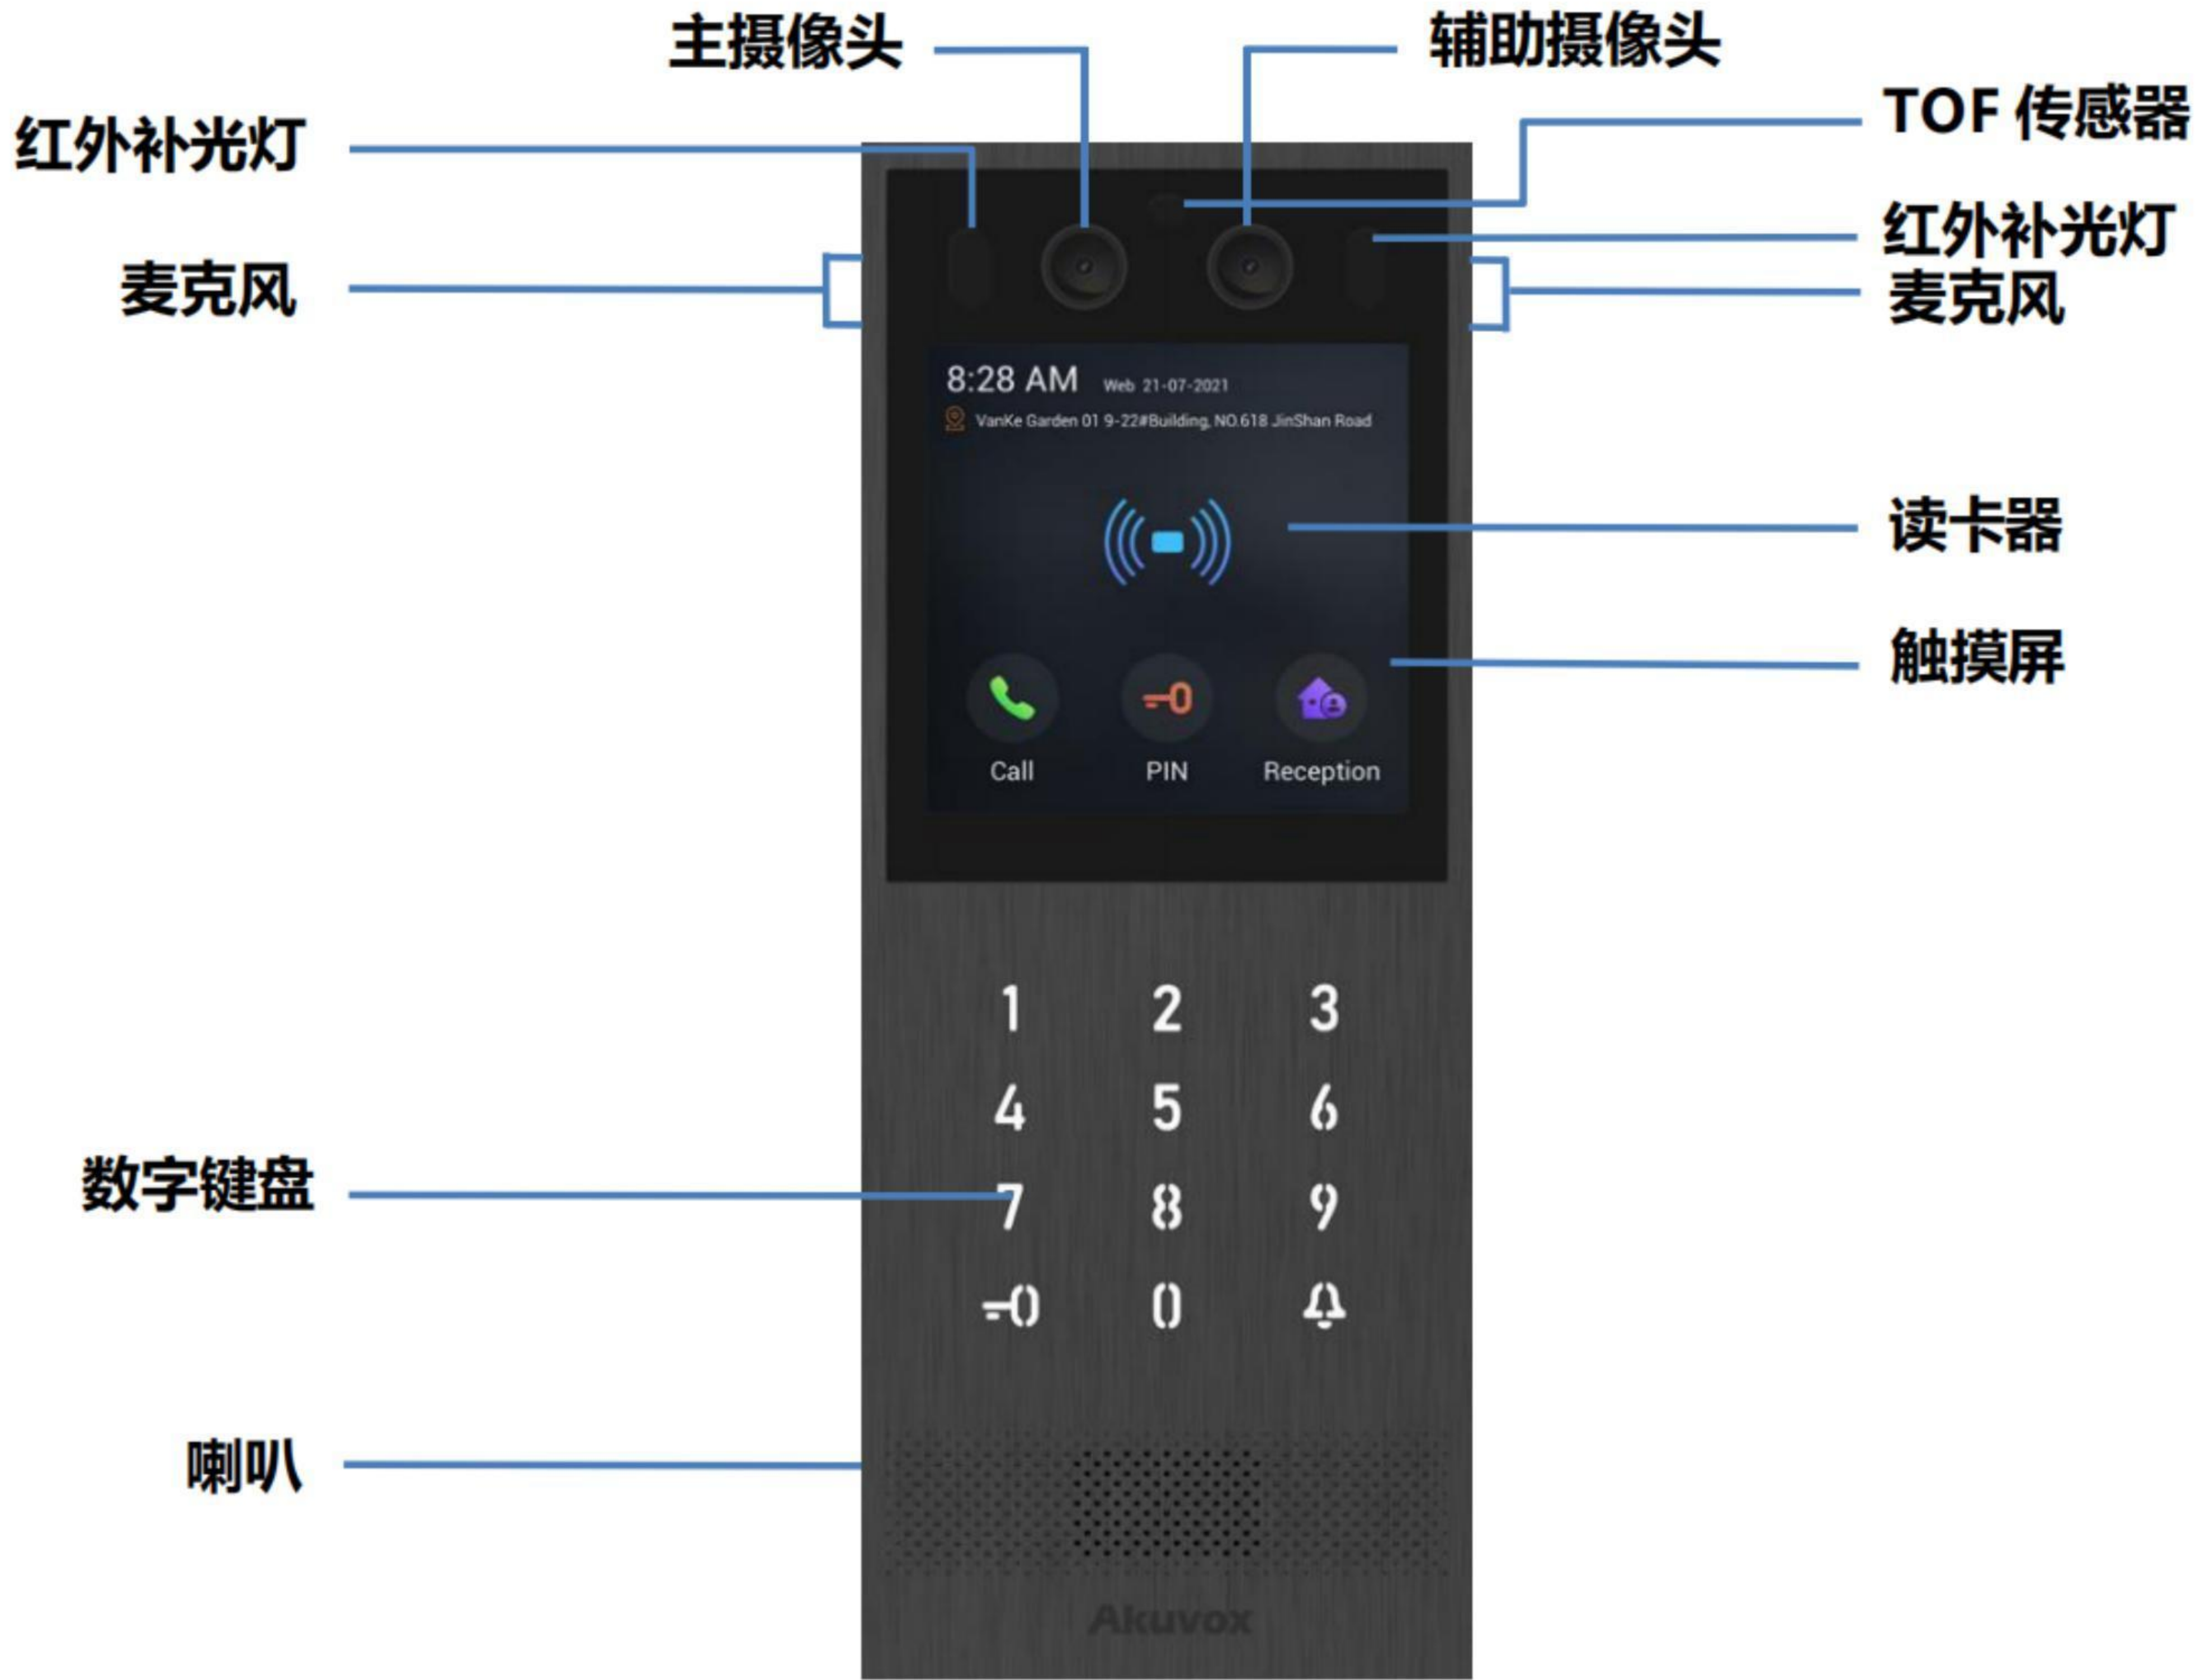 主摄像头
辅助摄像头
TOF 传感器
红外补光灯
红外补光灯
麦克风
麦克风
8:28 AM Web 21-07-2021
VanKe Garden 01 9-22#Building, NO.618 JinShan Road
读卡器
触摸屏
Call PIN Reception
1 2 3
4 5 6
数字键盘
7 8 9
0
喇叭
Akuvox